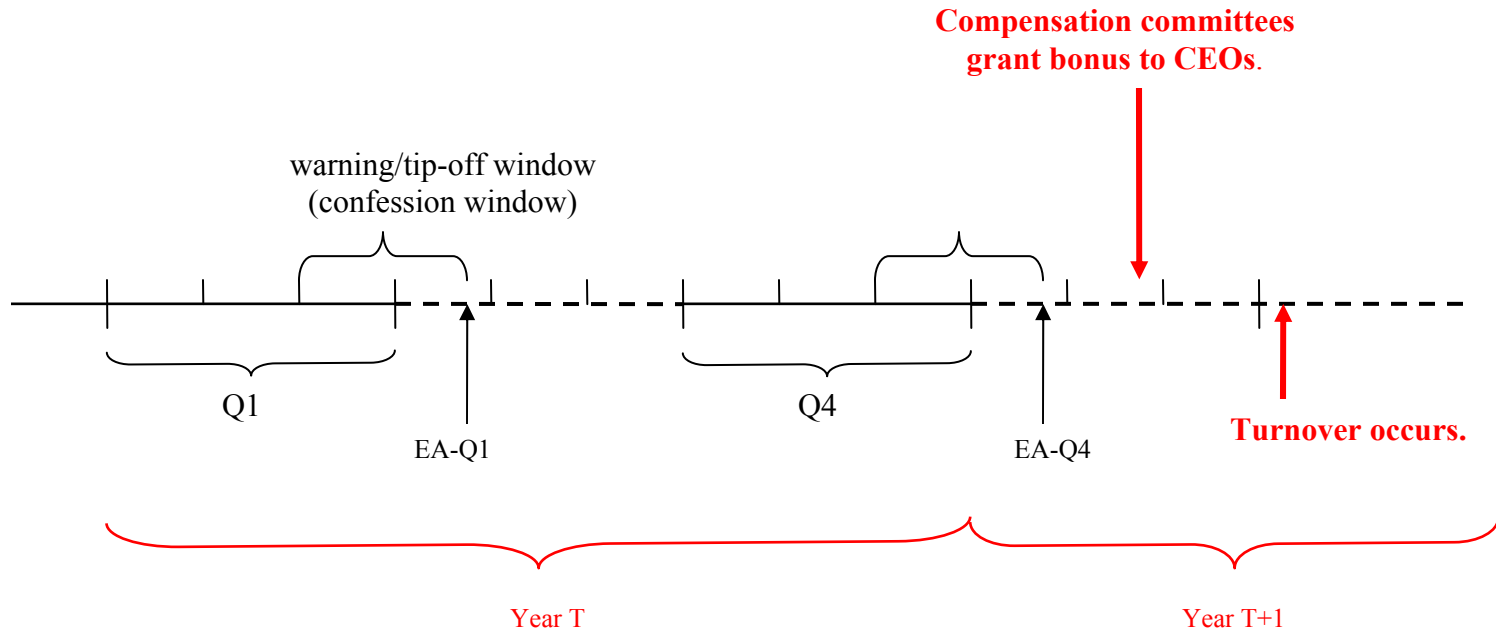 Compensation committees
grant bonus to CEOs.
warning/tip-off window
(confession window)
Q1
Q4
EA-Q1
EA-Q4
Turnover occurs.
Year T
Year T+1